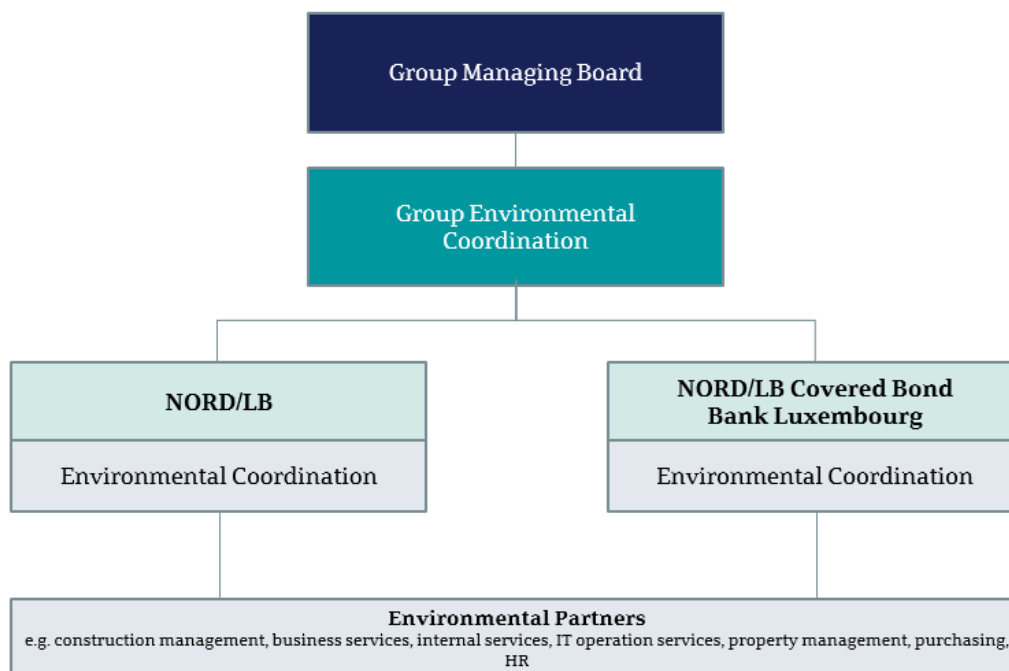 Group Managing Board
Group Environmental
Coordination
NORD/LB
Environmental Coordination
NORD/LB Covered Bond
Bank Luxembourg
Environmental Coordination
Environmental Partners
e.g. construction management, business services, internal services, IT operation services, property management, purchasing,
HR